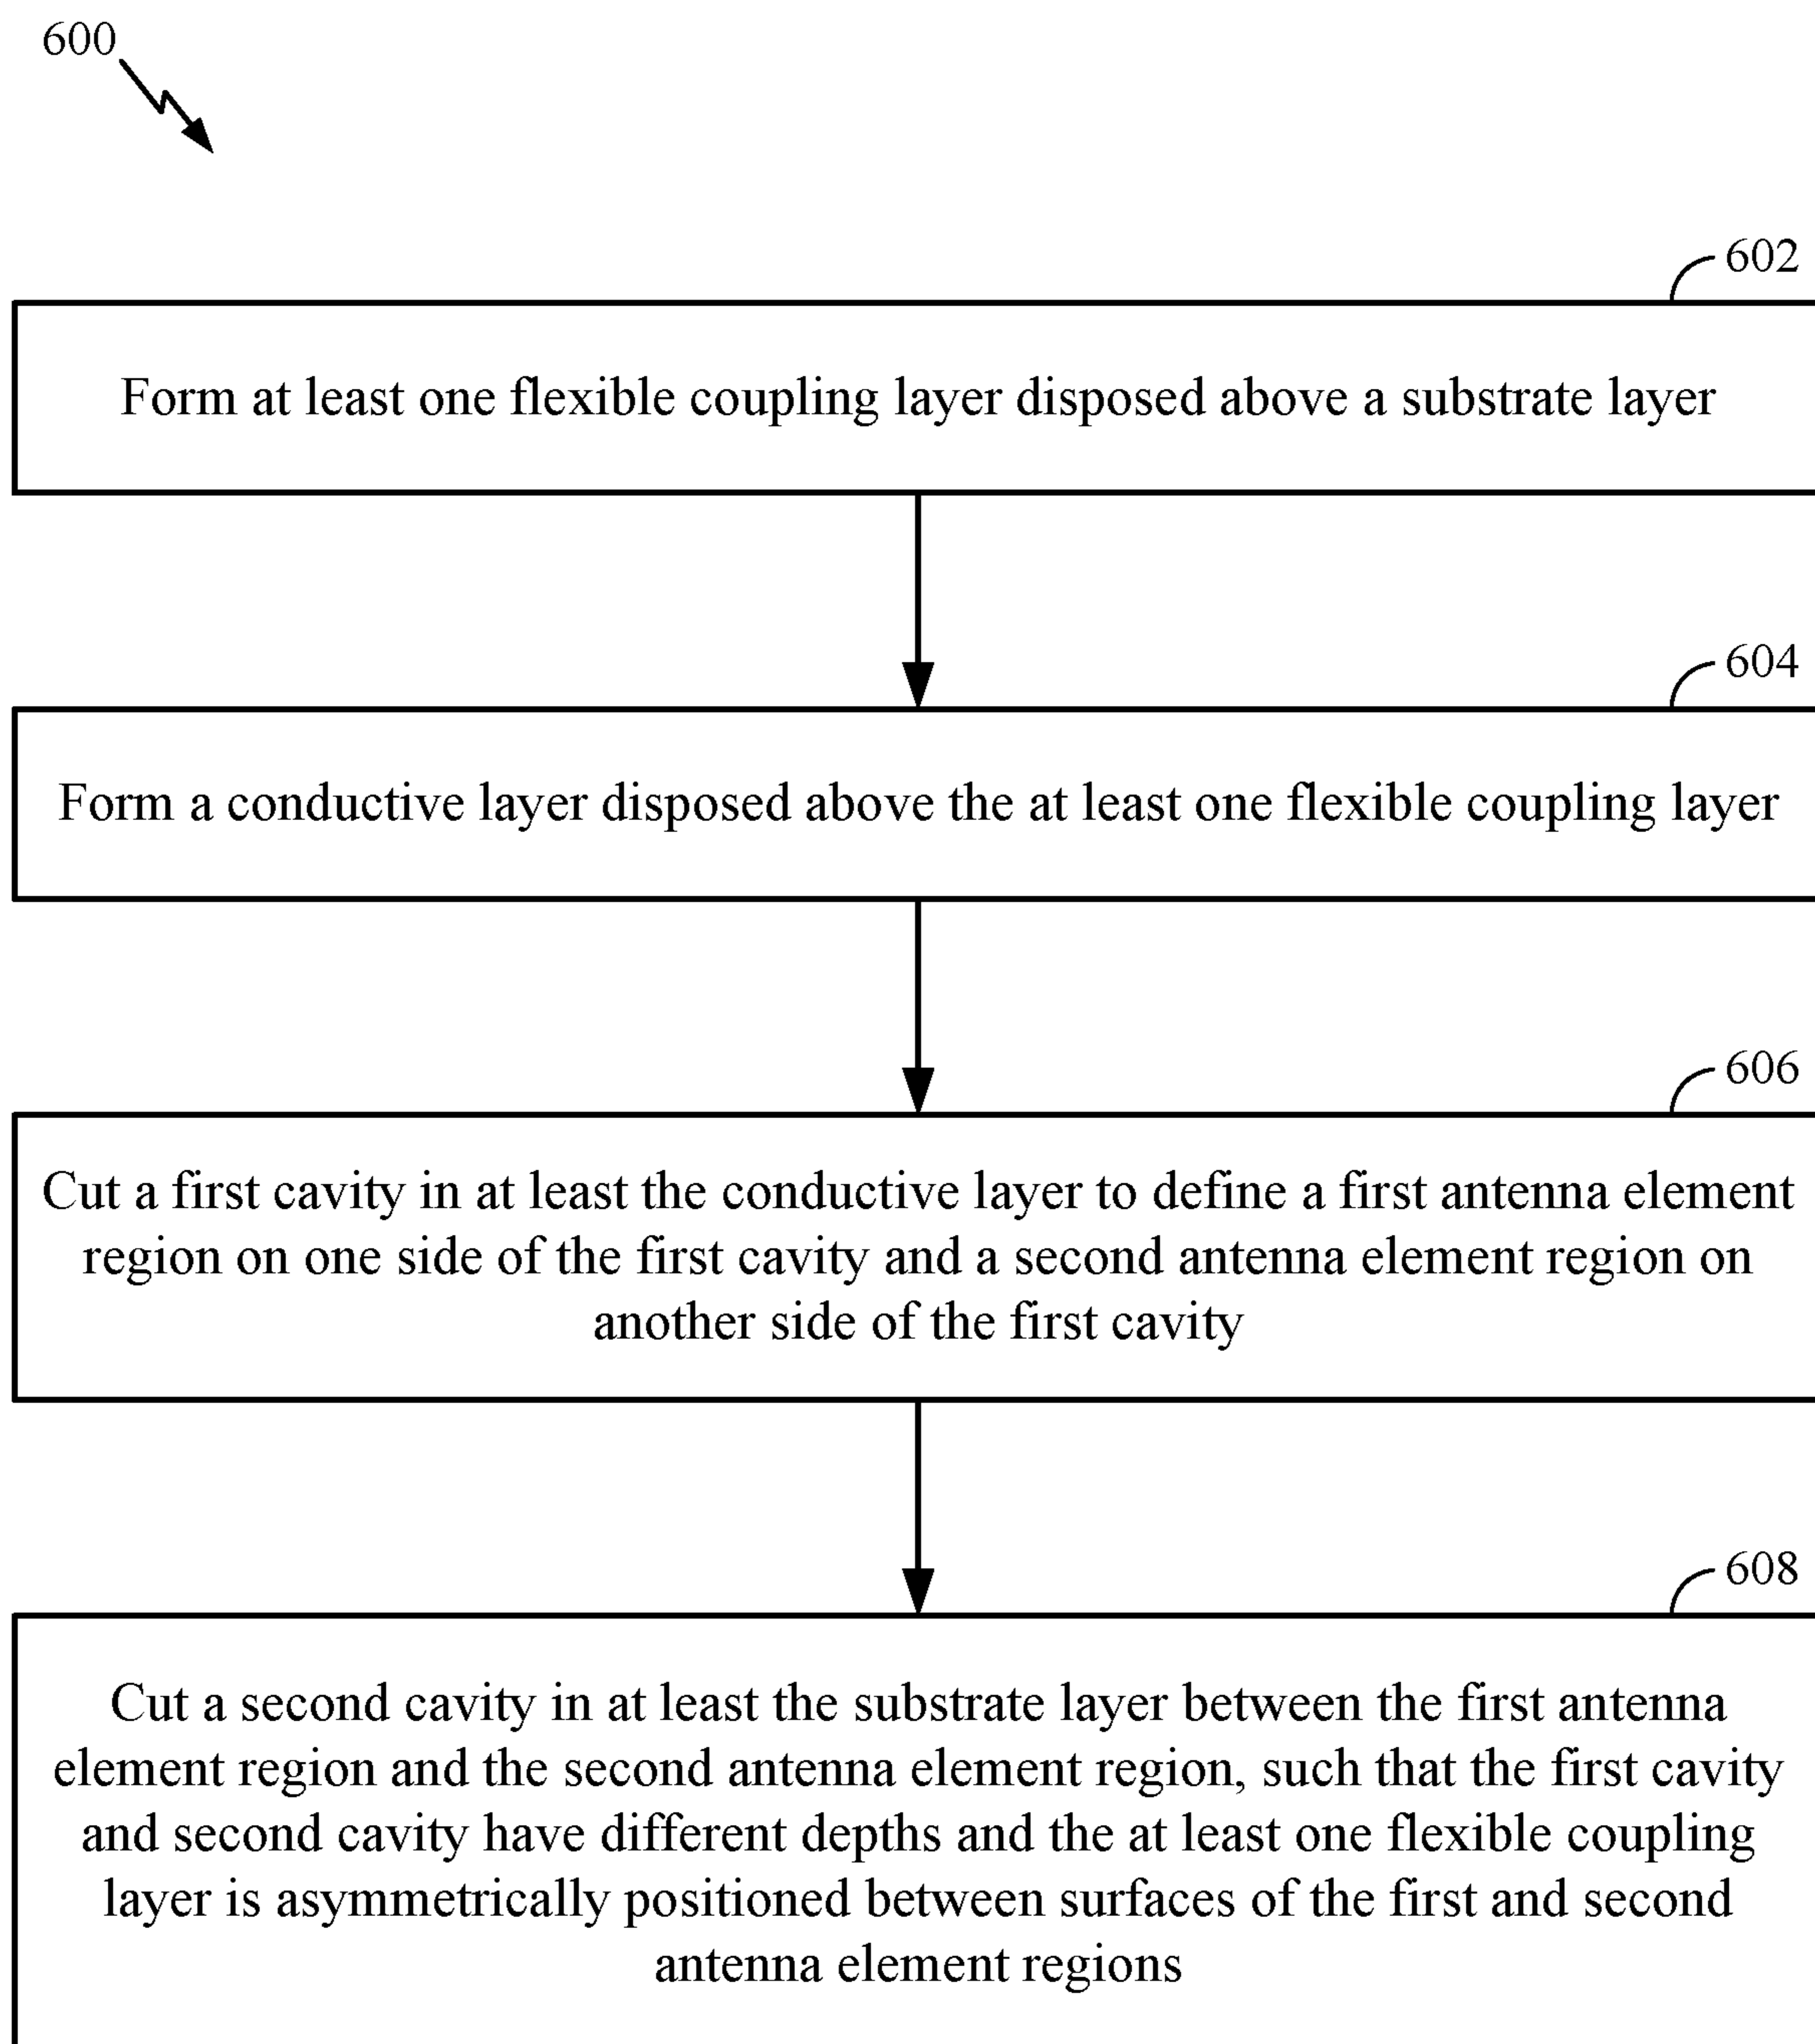 600
602
Form at least one flexible coupling layer disposed above a substrate layer
604
Form a conductive layer disposed above the at least one flexible coupling layer
606
Cut a first cavity in at least the conductive layer to define a first antenna element
region on one side of the first cavity and a second antenna element region on
another side of the first cavity
608
Cut a second cavity in at least the substrate layer between the first antenna
element region and the second antenna element region, such that the first cavity
and second cavity have different depths and the at least one flexible coupling
layer is asymmetrically positioned between surfaces of the first and second
antenna element regions